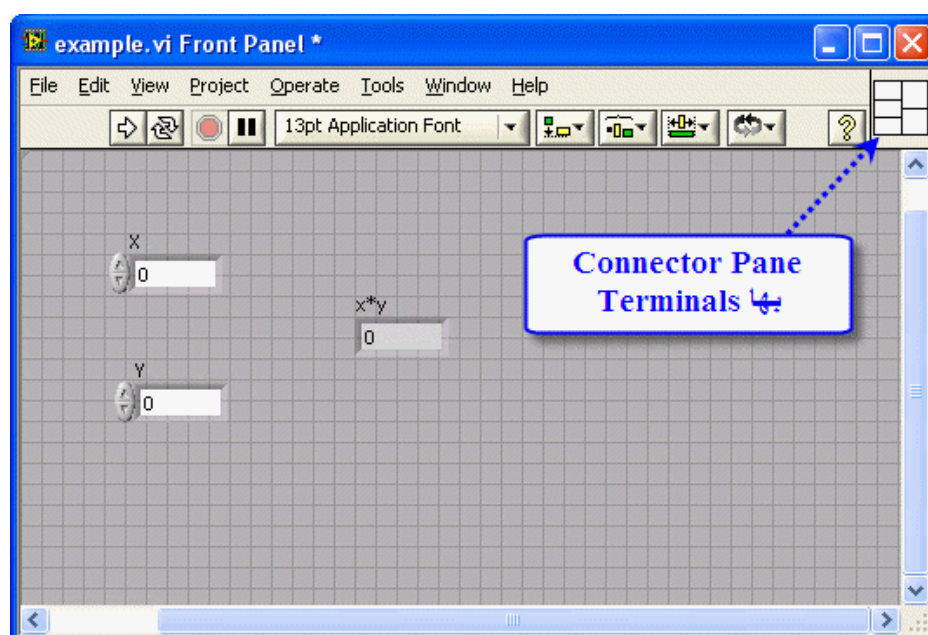 example.vi Front Panel *
File Edit View Project Operate Tools Window Help
13pt Application Font
X
0
x*y
0
Y
0
Connector Pane
Terminals